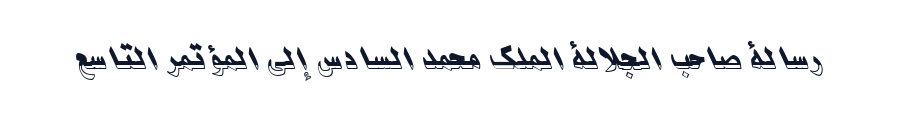 رسالة صاحب الجلالة الملك محمد السادس إلى المؤتمر التاسع